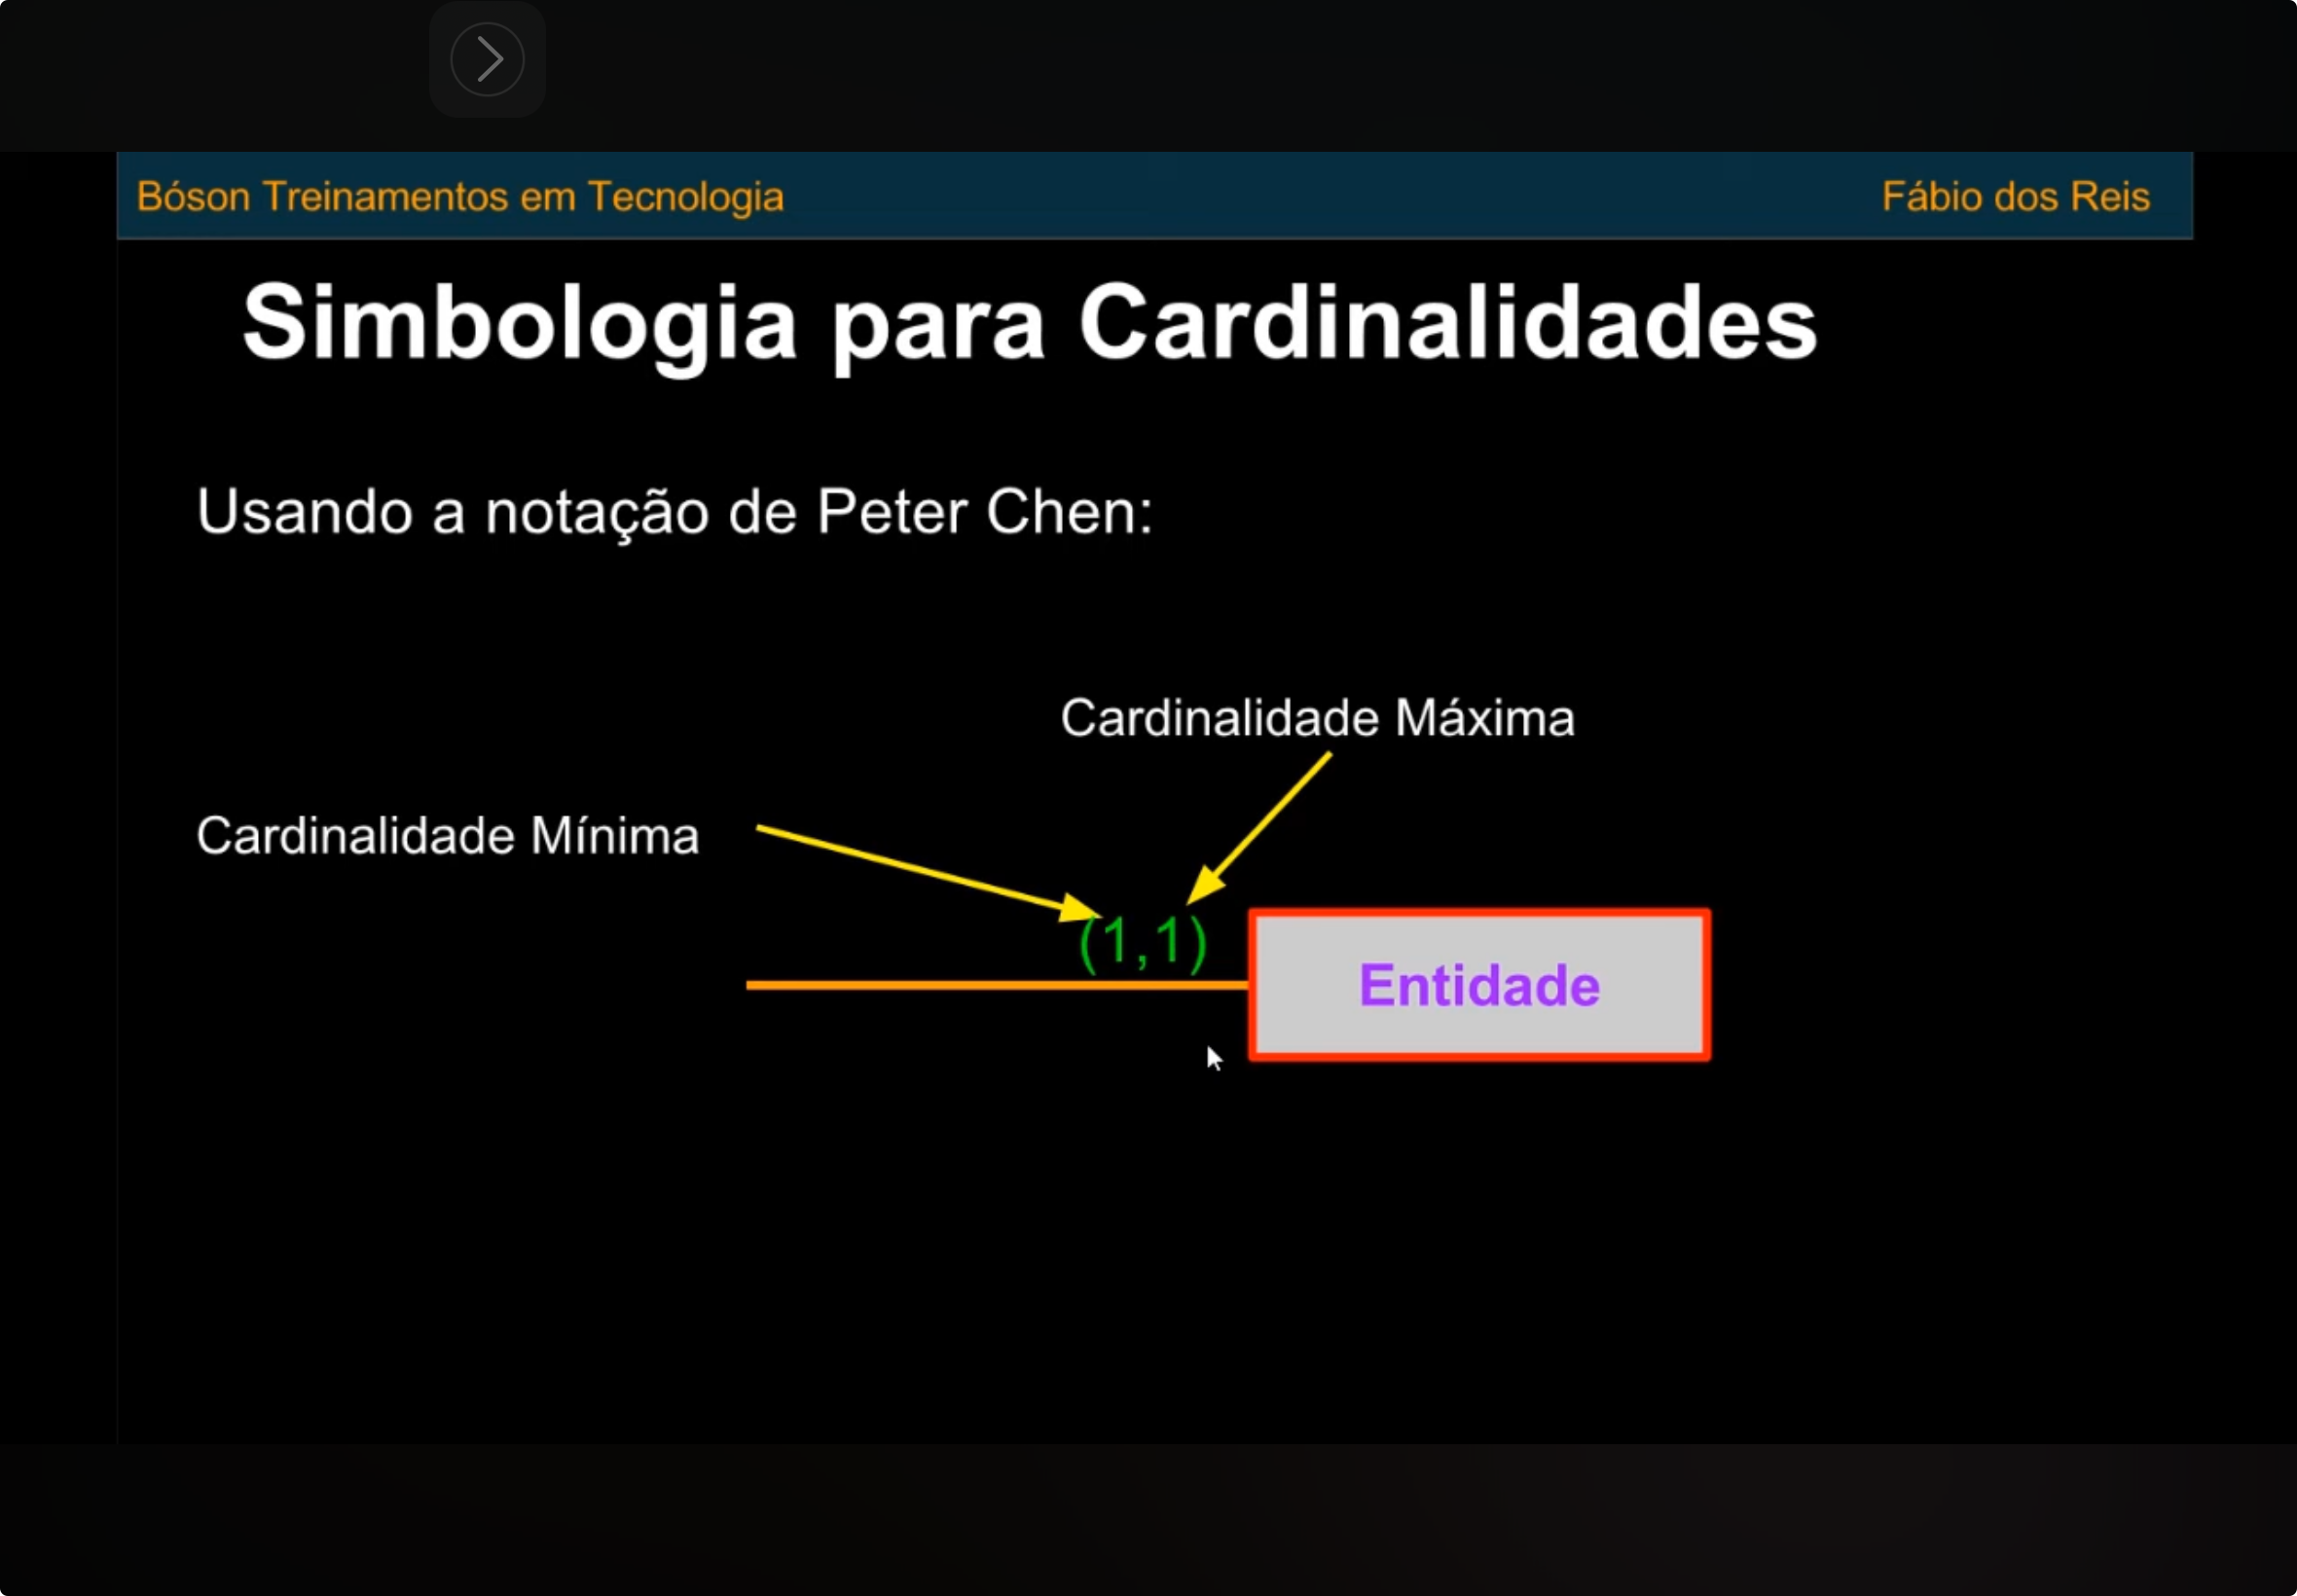 Bóson Treinamentos em Tecnologia
Fábio dos Reis
Simbologia para Cardinalidades
Usando a notação de Peter Chen:
Cardinalidade Máxima
Cardinalidade Mínima
(1,1)
Entidade